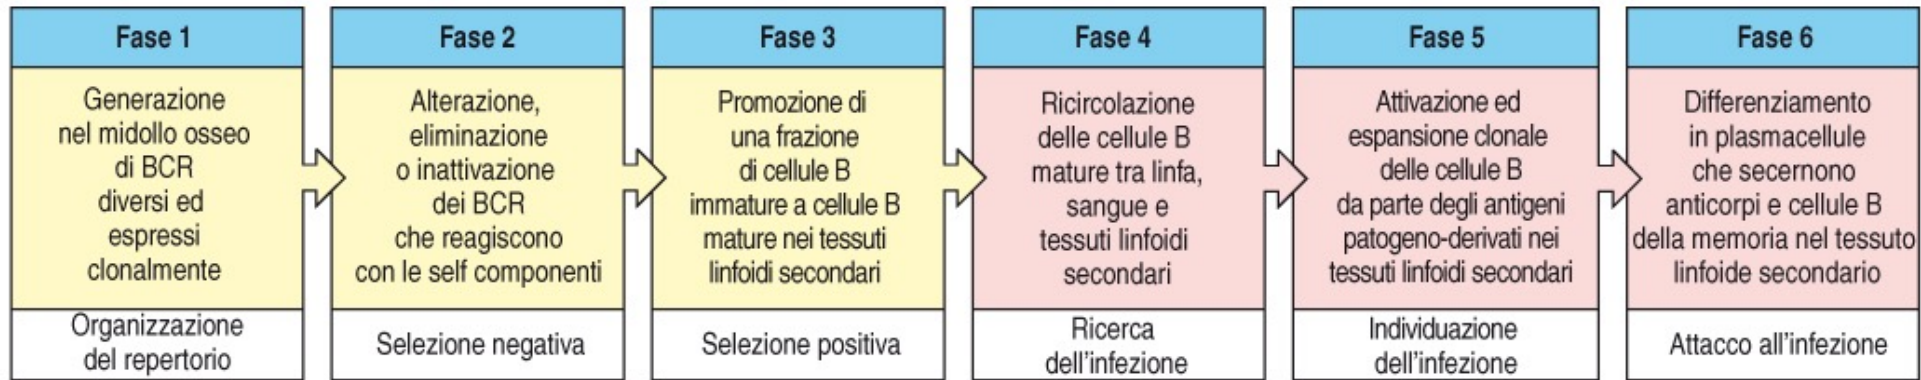 Fase 1
Generazione
nel midollo osseo
di BCR
diversi ed
espressi
clonalmente
Organizzazione
del repertorio
Fase 2
Alterazione,
eliminazione
o inattivazione
dei BCR
che reagiscono
con le self componenti
Selezione negativa
Fase 3
Promozione di
una frazione
di cellule B
immature a cellule B
mature nei tessuti
linfoidi secondari
Selezione positiva
Fase 4
Ricircolazione
delle cellule B
mature tra linfa,
sangue e
tessuti linfoidi
secondari
Ricerca
dell'infezione
Fase 5
Attivazione ed
espansione clonale
delle cellule B
da parte degli antigeni
patogeno-derivati nei
tessuti linfoidi secondari
Individuazione
dell'infezione
Fase 6
Differenziamento
in plasmacellule
che secernono
anticorpi e cellule B
della memoria nel tessuto
linfoide secondario
Attacco all'infezione